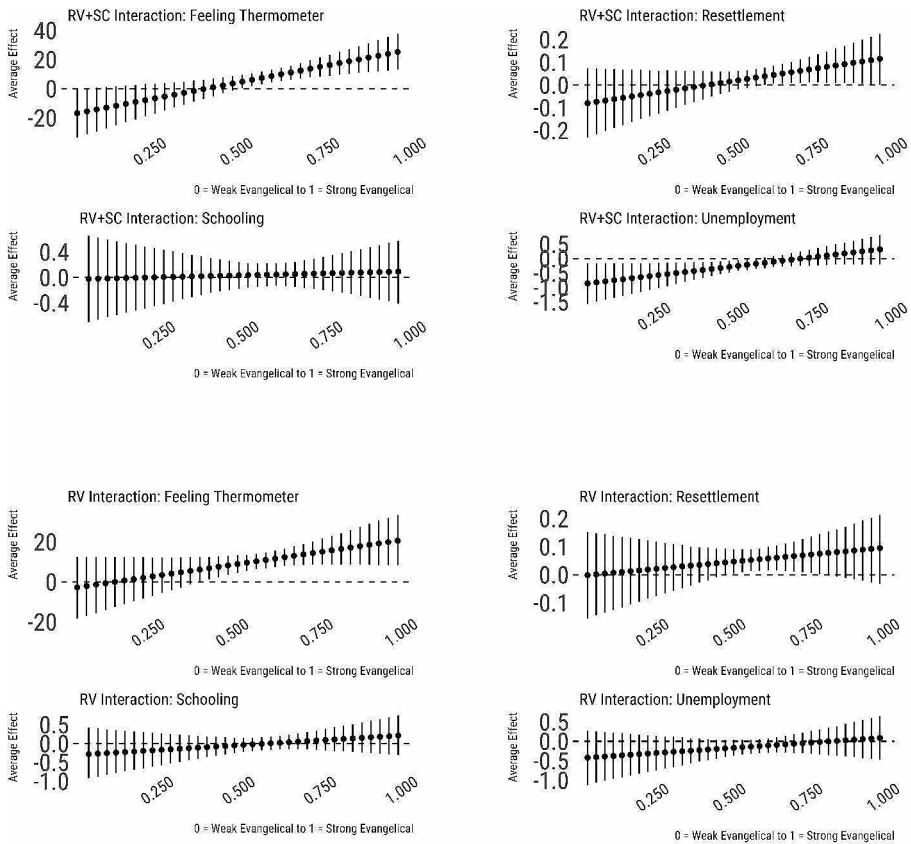 RV+SC Interaction: Feeling Thermometer
Average Effect
40
20
0
-20
0.250
0.500
0.750
1.000
0 = Weak Evangelical to 1 = Strong Evangelical
RV+SC Interaction: Resettlement
Average Effect
0.2
0.1
0.0
-0.1
-0.2
0.250
0.500
0.750
1.000
0 = Weak Evangelical to 1 = Strong Evangelical
RV+SC Interaction: Schooling
Average Effect
0.4
0.0
-0.4
0.250
0.500
0.750
1.000
0 = Weak Evangelical to 1 = Strong Evangelical
RV+SC Interaction: Unemployment
Average Effect
0.5
0.0
-0.5
-1.0
-1.5
0.250
0.500
0.750
1.000
0 = Weak Evangelical to 1 = Strong Evangelical
RV Interaction: Feeling Thermometer
Average Effect
20
0
-20
0.250
0.500
0.750
1.000
0 = Weak Evangelical to 1 = Strong Evangelical
RV Interaction: Resettlement
Average Effect
0.2
0.1
0.0
-0.1
0.250
0.500
0.750
1.000
0 = Weak Evangelical to 1 = Strong Evangelical
RV Interaction: Schooling
Average Effect
0.5
0.0
-0.5
-1.0
0.250
0.500
0.750
1.000
0 = Weak Evangelical to 1 = Strong Evangelical
RV Interaction: Unemployment
Average Effect
0.5
0.0
-0.5
-1.0
0.250
0.500
0.750
1.000
0 = Weak Evangelical to 1 = Strong Evangelical